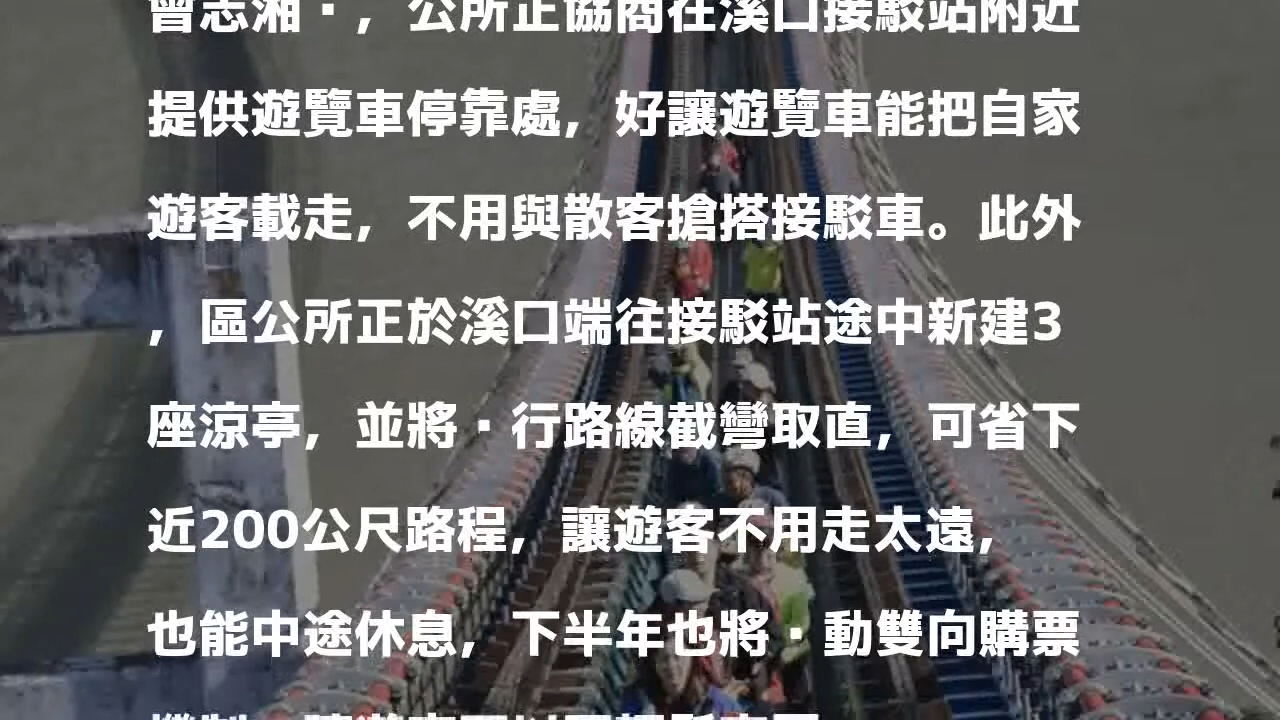 曾志湘▪，公所正協商在溪口接駁站附近
提供遊覽車停靠處，好讓遊覽車能把自家
遊客載走，不用與散客搶搭接駁車。此外
，區公所正於溪口端往接駁站途中新建3
座涼亭，並將▪行路線截彎取直，可省下
近200公尺路程，讓遊客不用走太遠，
也能中途休息，下半年也將▪動雙向購票